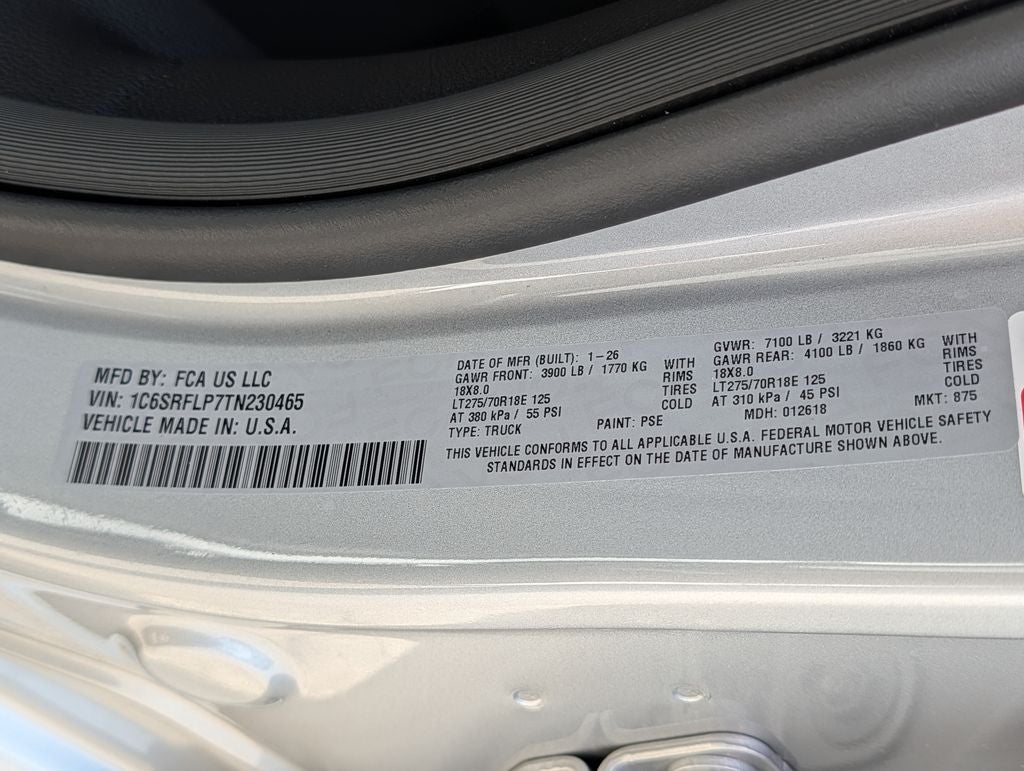 MFD BY: FCA US LLC
VIN: 1C6SRFLP7TN230465
VEHICLE MADE IN: U.S.A.
DATE OF MFR (BUILT): 1-26
GAWR FRONT: 3900 LB / 1770 KG WITH
18X8.0 RIMS
LT275/70R18E 125 TIRES
AT 380 kPa / 55 PSI COLD
TYPE: TRUCK PAINT: PSE
GVWR: 7100 LB / 3221 KG
GAWR REAR: 4100 LB / 1860 KG WITH
18X8.0 RIMS
LT275/70R18E 125 TIRES
AT 310 kPa / 45 PSI COLD
MDH: 012618 MKT: 875
THIS VEHICLE CONFORMS TO ALL APPLICABLE U.S.A. FEDERAL MOTOR VEHICLE SAFETY
STANDARDS IN EFFECT ON THE DATE OF MANUFACTURE SHOWN ABOVE.